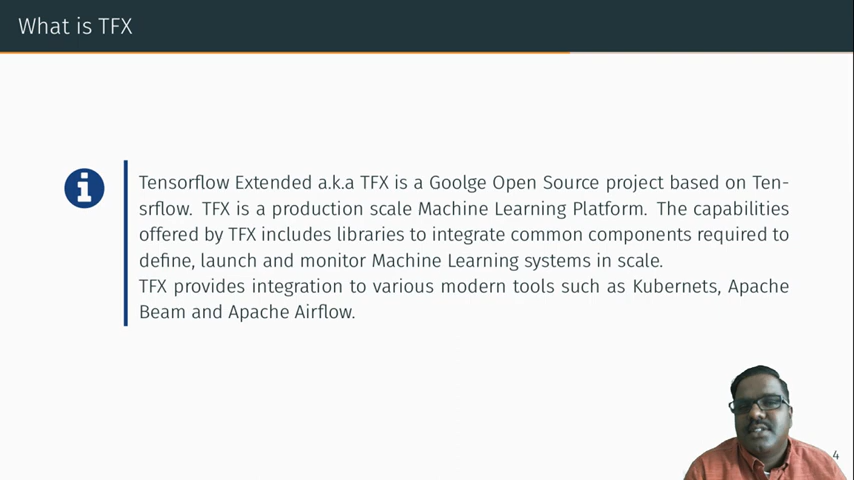 What is TFX
Tensorflow Extended a.k.a TFX is a Goolge Open Source project based on Ten-
srflow. TFX is a production scale Machine Learning Platform. The capabilities
offered by TFX includes libraries to integrate common components required to
define, launch and monitor Machine Learning systems in scale.
TFX provides integration to various modern tools such as Kubernets, Apache
Beam and Apache Airflow.
4